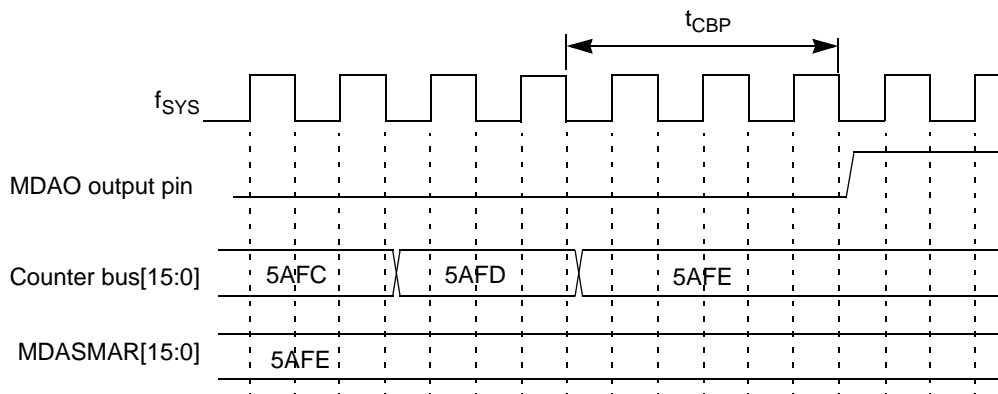 tCBP
fSYS
MDAO output pin
Counter bus[15:0]
5AFC
5AFD
5AFE
MDASMAR[15:0]
5AFE